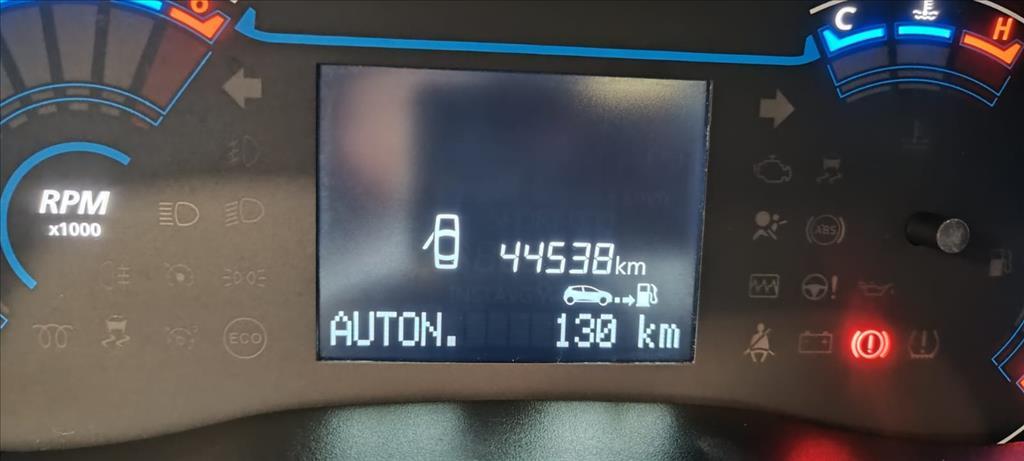 C
H
RPM
x1000
44538km
AUTON. 130 km
ABS
ECO